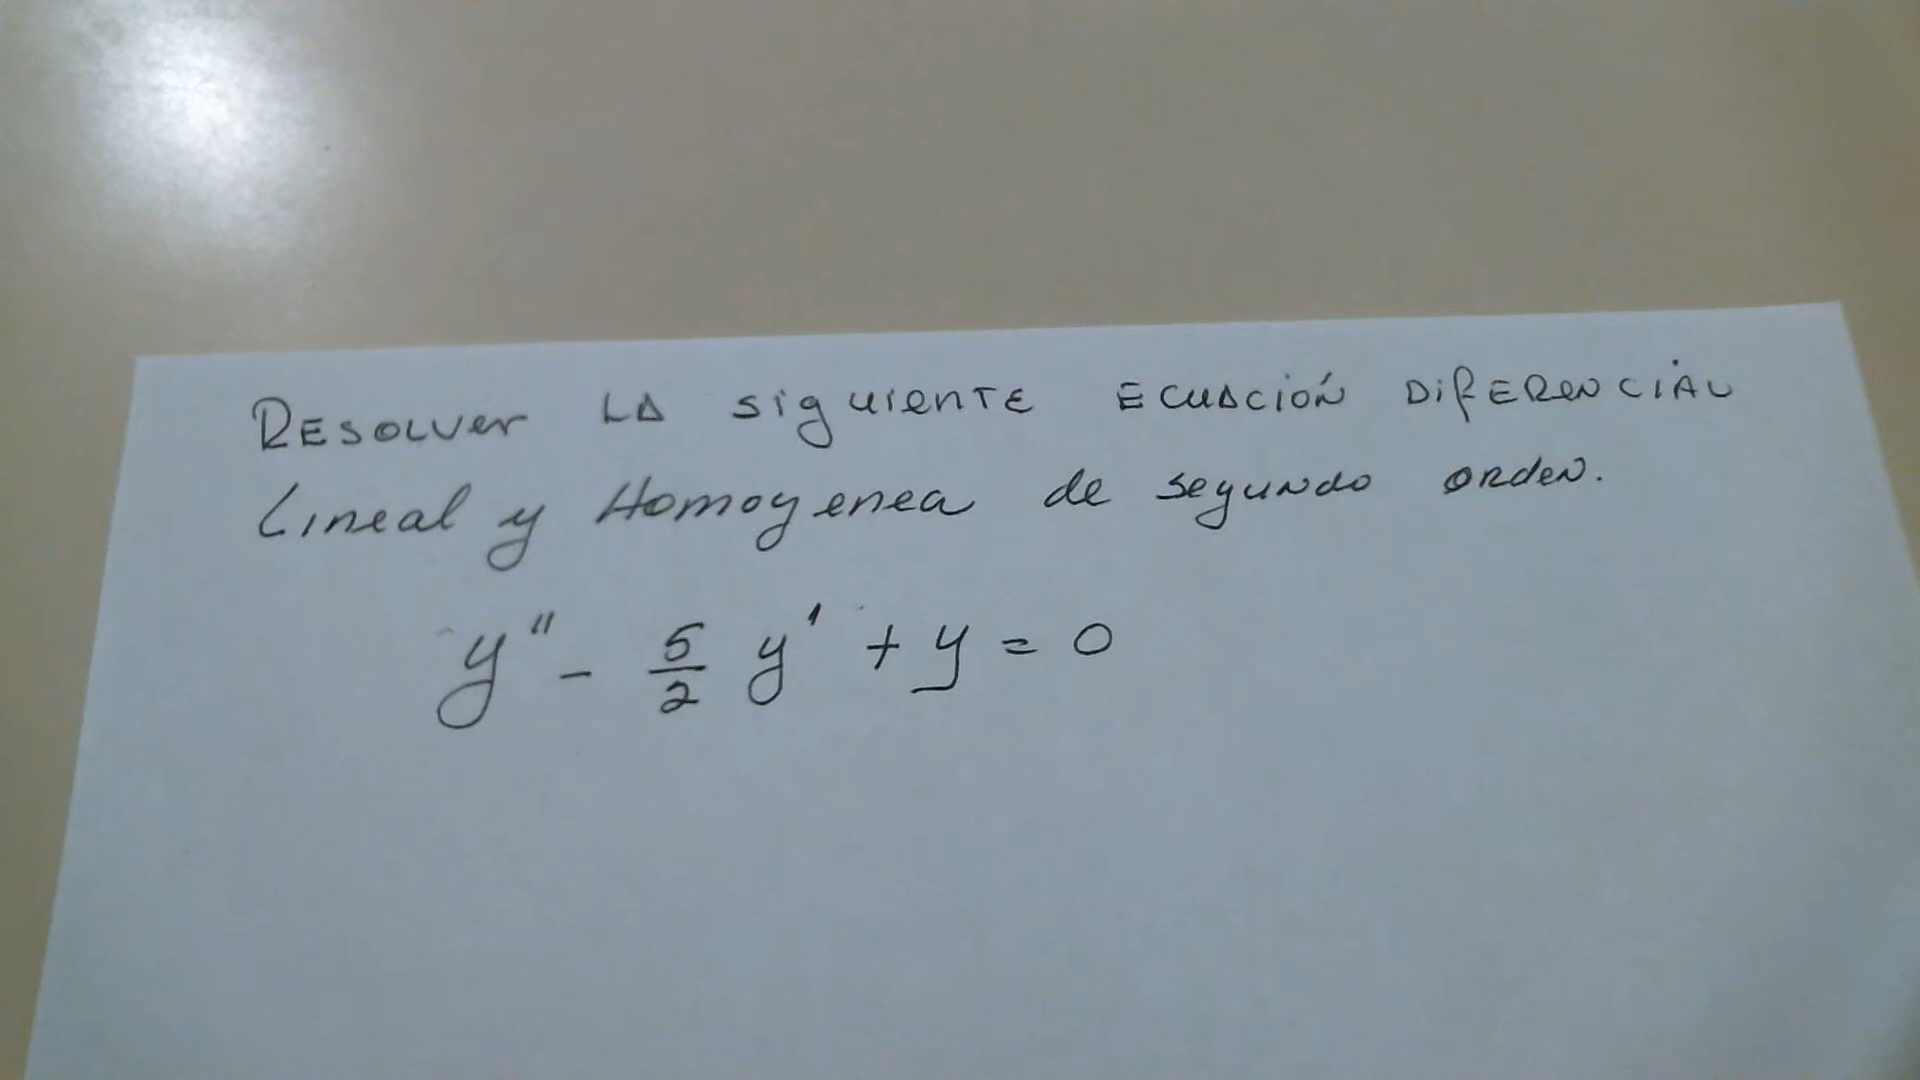 RESOLVer LA siguienTE ECUACIÓN DiFERENCIAL
Lineal y Homogenea de segundo orden.
y'' - 5/2 y' + y = 0